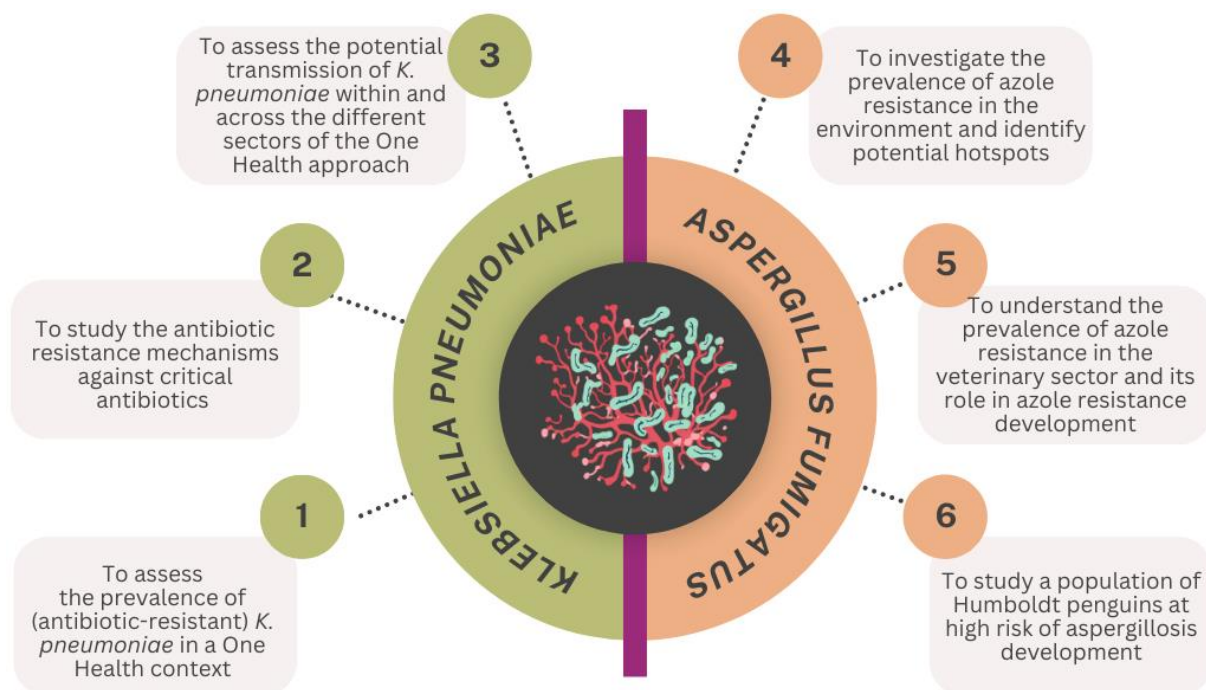 3
To assess the potential
transmission of K.
pneumoniae within and
across the different
sectors of the One
Health approach
2
To study the antibiotic
resistance mechanisms
against critical
antibiotics
1
To assess
the prevalence of
(antibiotic-resistant) K.
pneumoniae in a One
Health context
KLEBSIELLA PNEUMONIAE
ASPERGILLUS FUMIGATUS
4
To investigate the
prevalence of azole
resistance in the
environment and identify
potential hotspots
5
To understand the
prevalence of azole
resistance in the
veterinary sector and its
role in azole resistance
development
6
To study a population of
Humboldt penguins at
high risk of aspergillosis
development